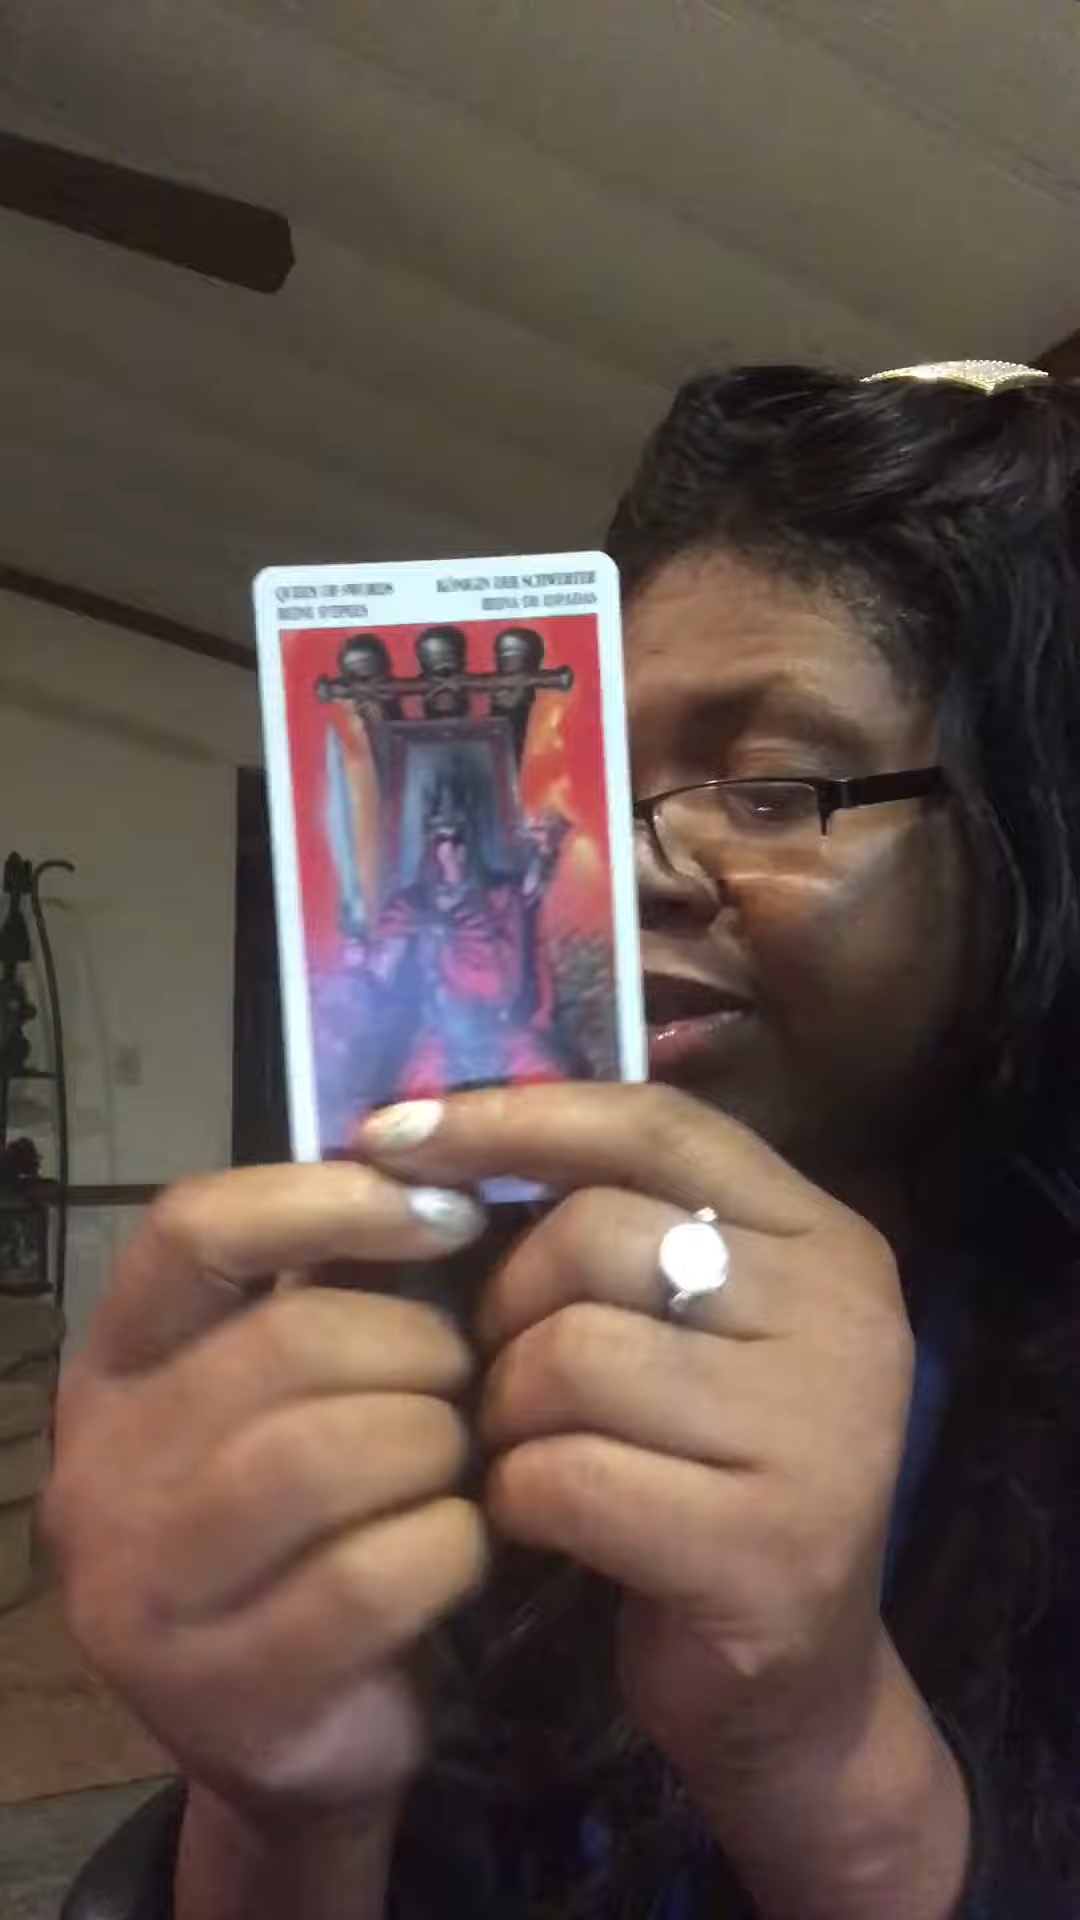 QUEEN OF SWORDS
REINE D'EPEES
KÖNIGIN DER SCHWERTER
REINA DE ESPADAS